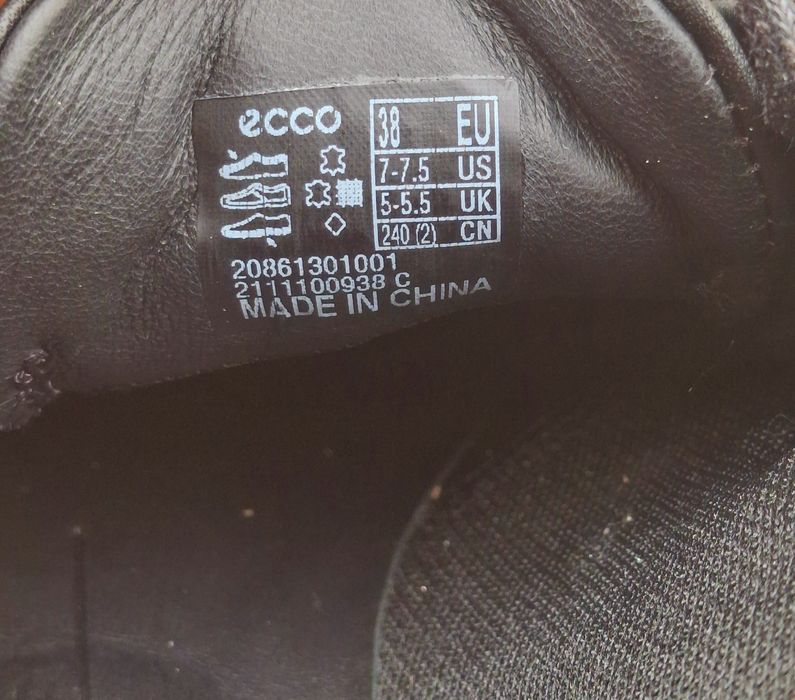 ecco
38 EU
7-7.5 US
5-5.5 UK
240 (2) CN
20861301001
2111100938 C
MADE IN CHINA